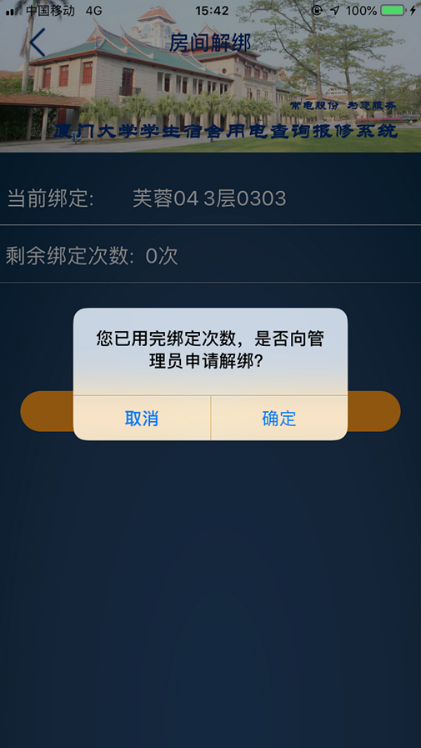 中国移动 4G 15:42 100%
房间解绑
常电股份 为您服务
厦门大学学生宿舍用电查询报修系统
当前绑定: 芙蓉04 3层0303
剩余绑定次数: 0次
您已用完绑定次数，是否向管
理员申请解绑?
取消 确定